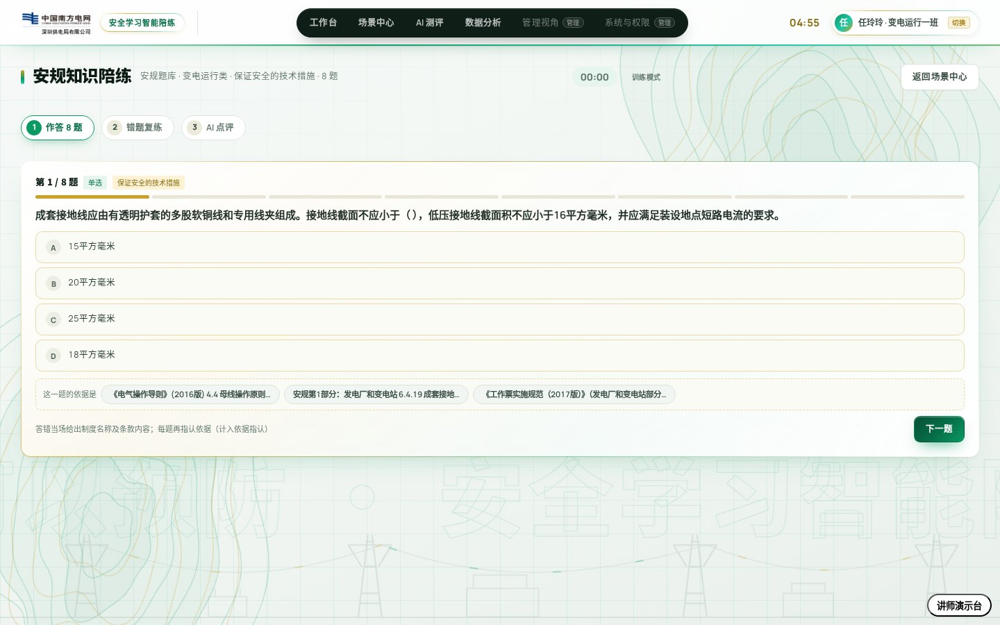 中国南方电网
CHINA SOUTHERN POWER GRID
深圳供电局有限公司
安全学习智能陪练
工作台 场景中心 AI 测评 数据分析 管理视角 管理 系统与权限 管理
04:55
任 任玲玲 · 变电运行一班 切换
安规知识陪练 安规题库 · 变电运行类 · 保证安全的技术措施 · 8 题
00:00 训练模式
返回场景中心
1 作答 8 题 2 错题复练 3 AI 点评
第 1 / 8 题 单选 保证安全的技术措施
成套接地线应由有透明护套的多股软铜线和专用线夹组成。接地线截面不应小于（ ），低压接地线截面积不应小于16平方毫米，并应满足装设地点短路电流的要求。
A 15平方毫米
B 20平方毫米
C 25平方毫米
D 18平方毫米
这一题的依据是 《电气操作导则》（2016版）4.4 母线操作原则... 安规第1部分：发电厂和变电站 6.4.19 成套接地... 《工作票实施规范（2017版）》（发电厂和变电站部分...
答错当场给出制度名称及条款内容；每题再指认依据（计入依据指认）
下一题
安全学习智能
讲师演示台